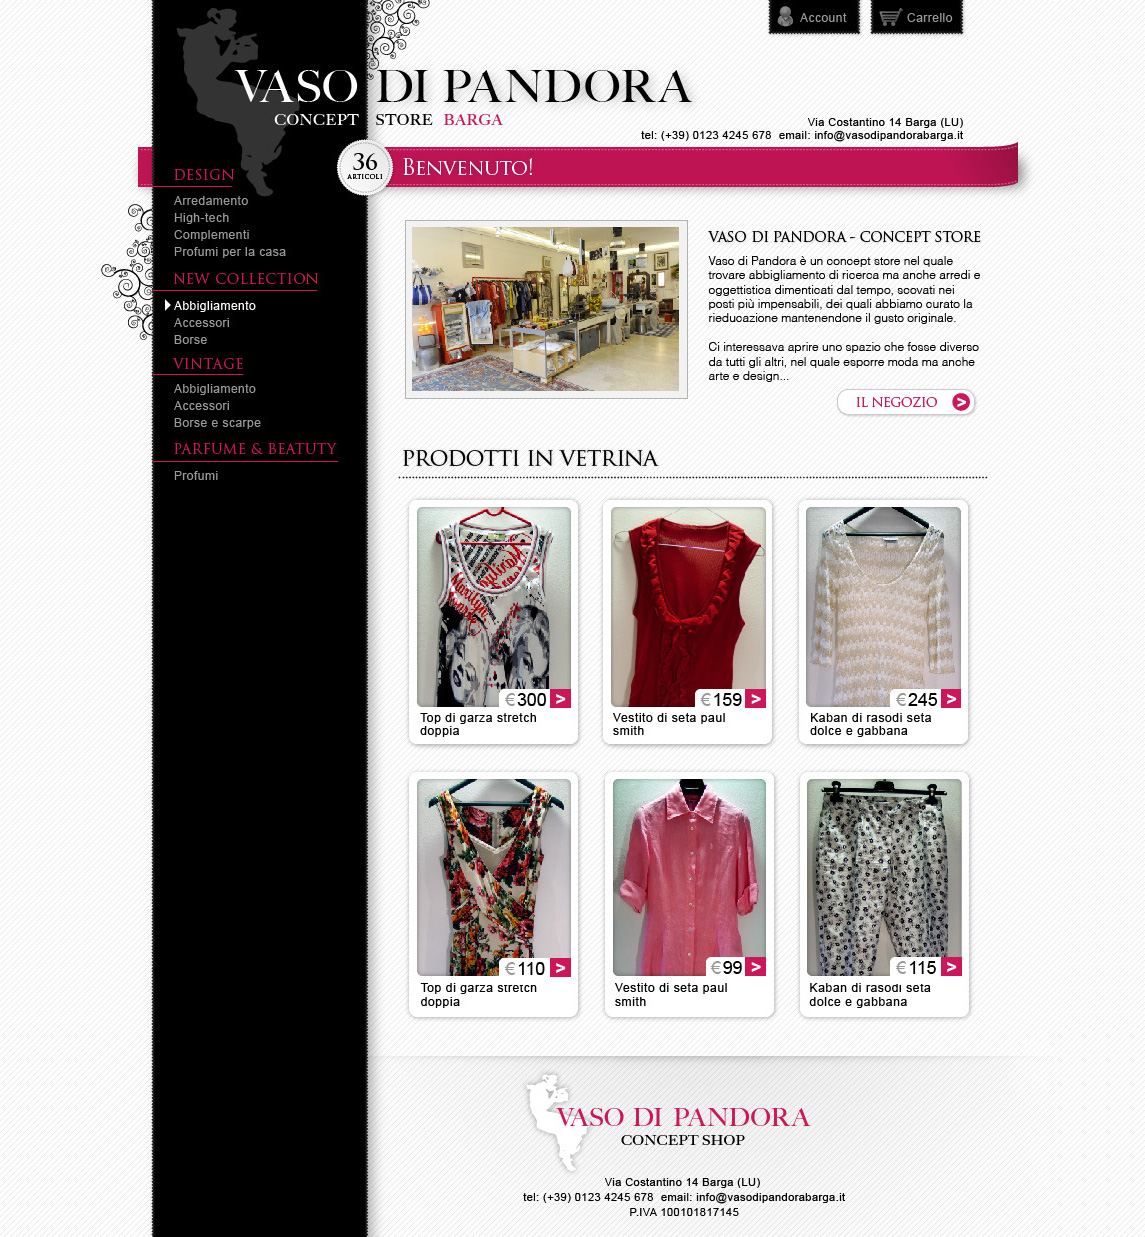 Account
Carrello
VASO DI PANDORA
CONCEPT STORE BARGA
Via Costantino 14 Barga (LU)
tel: (+39) 0123 4245 678 email: info@vasodipandorabarga.it
36
ARTICOLI
BENVENUTO!
DESIGN
Arredamento
High-tech
Complementi
Profumi per la casa
NEW COLLECTION
Abbigliamento
Accessori
Borse
VINTAGE
Abbigliamento
Accessori
Borse e scarpe
PARFUME & BEATUTY
Profumi
VASO DI PANDORA - CONCEPT STORE
Vaso di Pandora è un concept store nel quale
trovare abbigliamento di ricerca ma anche arredi e
oggettistica dimenticati dal tempo, scovati nei
posti più impensabili, dei quali abbiamo curato la
rieducazione mantenendone il gusto originale.
Ci interessava aprire uno spazio che fosse diverso
da tutti gli altri, nel quale esporre moda ma anche
arte e design...
IL NEGOZIO >
PRODOTTI IN VETRINA
€300 >
Top di garza stretch
doppia
€159 >
Vestito di seta paul
smith
€245 >
Kaban di rasodi seta
dolce e gabbana
€110 >
Top di garza stretch
doppia
€99 >
Vestito di seta paul
smith
€115 >
Kaban di rasodi seta
dolce e gabbana
VASO DI PANDORA
CONCEPT SHOP
Via Costantino 14 Barga (LU)
tel: (+39) 0123 4245 678 email: info@vasodipandorabarga.it
P.IVA 100101817145